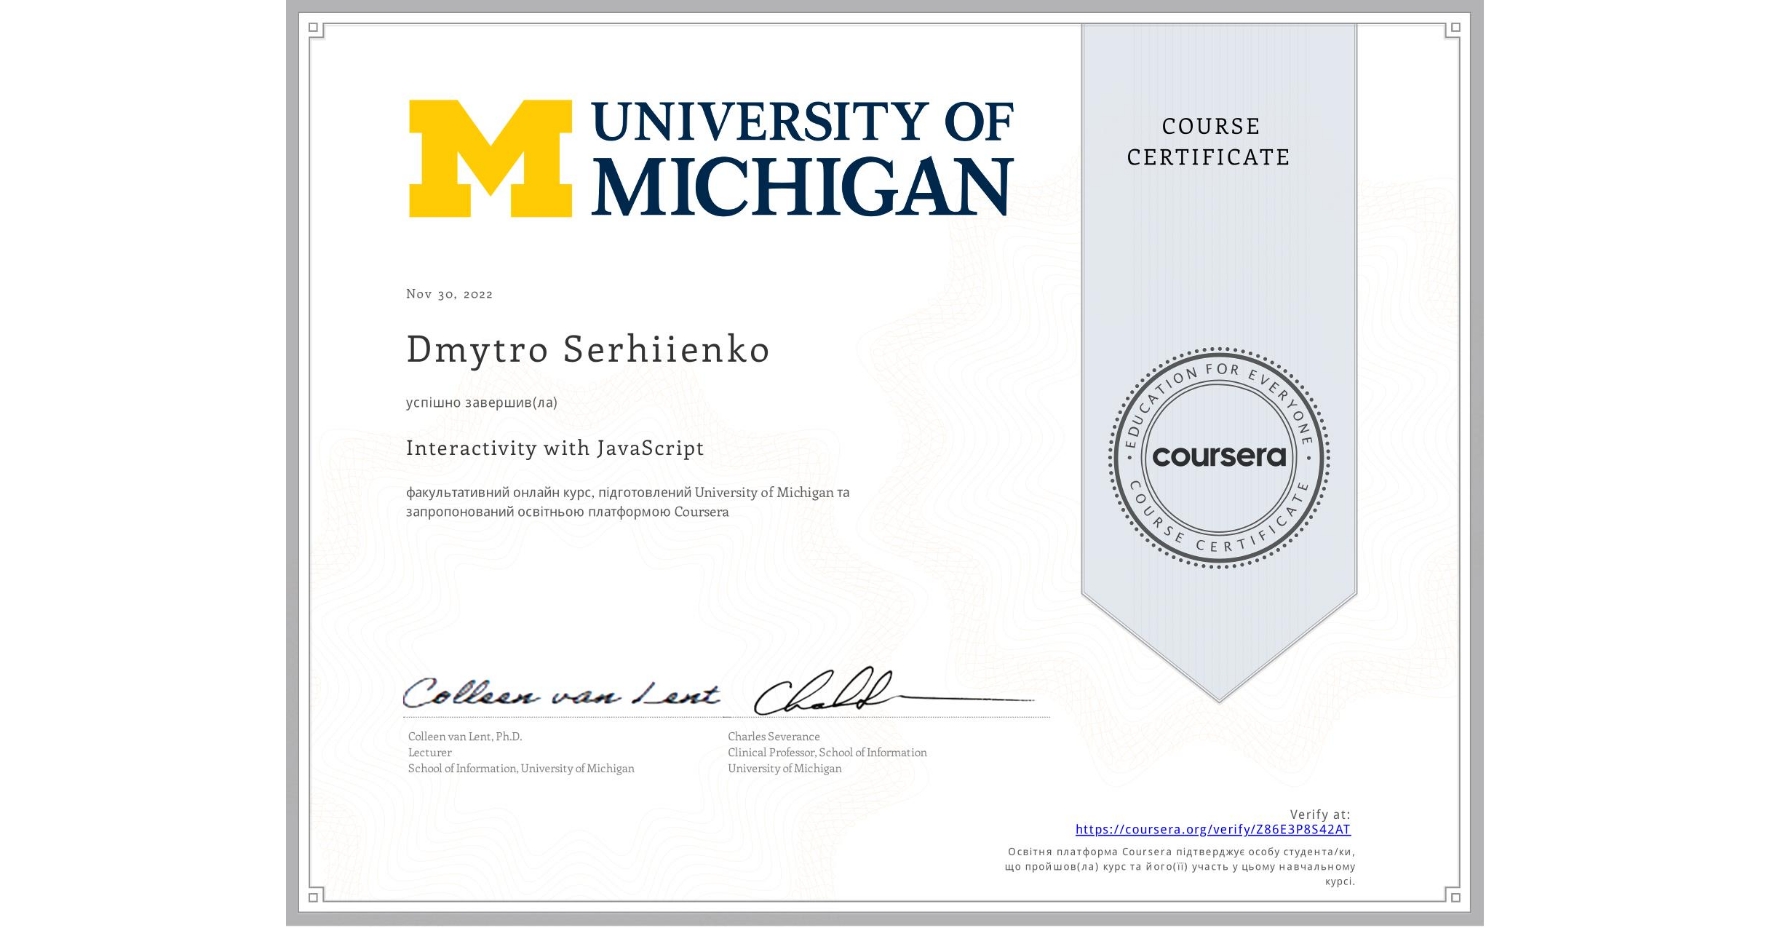 UNIVERSITY OF
MICHIGAN
COURSE
CERTIFICATE
Nov 30, 2022
Dmytro Serhiienko
успішно завершив(ла)
Interactivity with JavaScript
факультативний онлайн курс, підготовлений University of Michigan та
запропонований освітньою платформою Coursera
EDUCATION FOR EVERYONE
coursera
COURSE CERTIFICATE
Colleen van Lent
Colleen van Lent, Ph.D.
Lecturer
School of Information, University of Michigan
Charles Severance
Clinical Professor, School of Information
University of Michigan
Verify at:
https://coursera.org/verify/Z86E3P8S42AT
Освітня платформа Coursera підтверджує особу студента/ки,
що пройшов(ла) курс та його(її) участь у цьому навчальному
курсі.